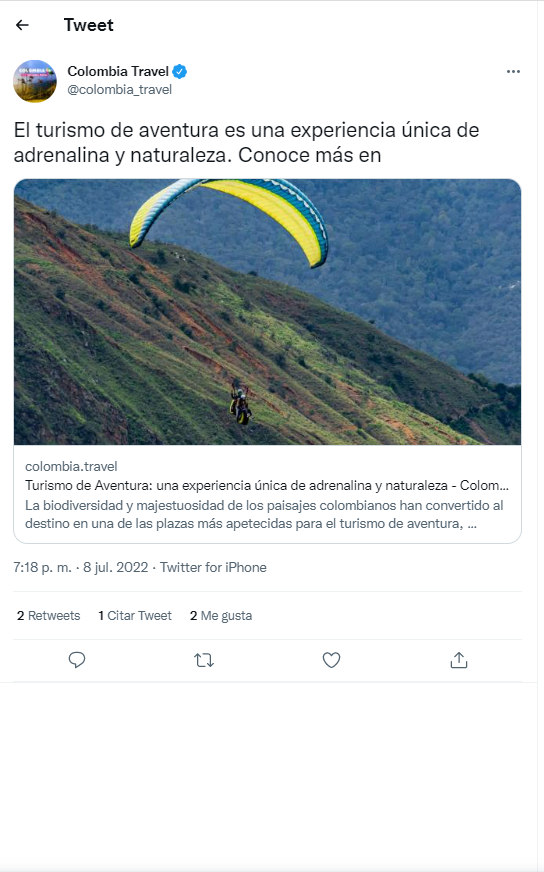 Tweet
Colombia Travel
@colombia_travel
El turismo de aventura es una experiencia única de
adrenalina y naturaleza. Conoce más en
colombia.travel
Turismo de Aventura: una experiencia única de adrenalina y naturaleza - Colom...
La biodiversidad y majestuosidad de los paisajes colombianos han convertido al
destino en una de las plazas más apetecidas para el turismo de aventura, ...
7:18 p. m. · 8 jul. 2022 · Twitter for iPhone
2 Retweets 1 Citar Tweet 2 Me gusta